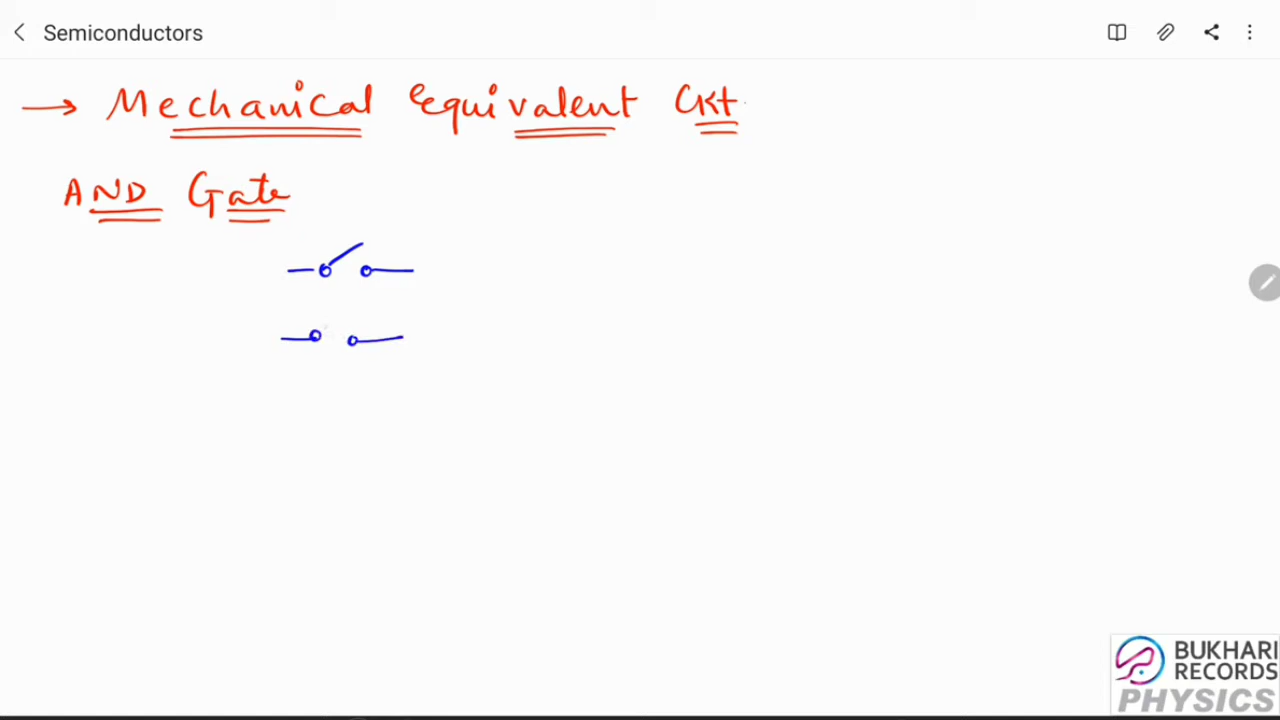 Semiconductors
→ Mechanical Equivalent Ckt.
AND Gate
BUKHARI
RECORDS
PHYSICS